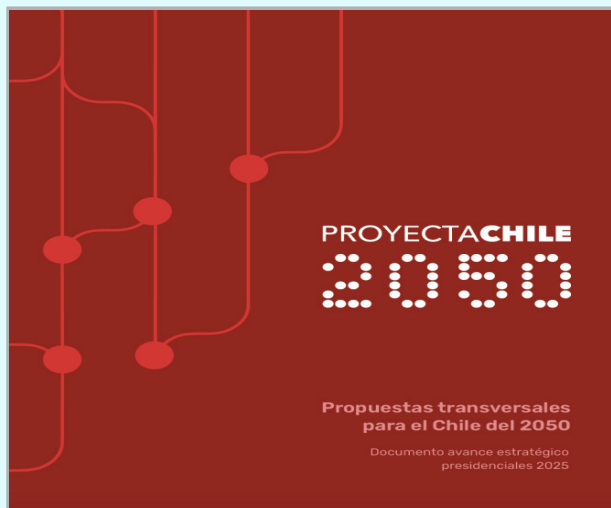 PROYECTACHILE
2050
Propuestas transversales
para el Chile del 2050
Documento avance estratégico
presidenciales 2025